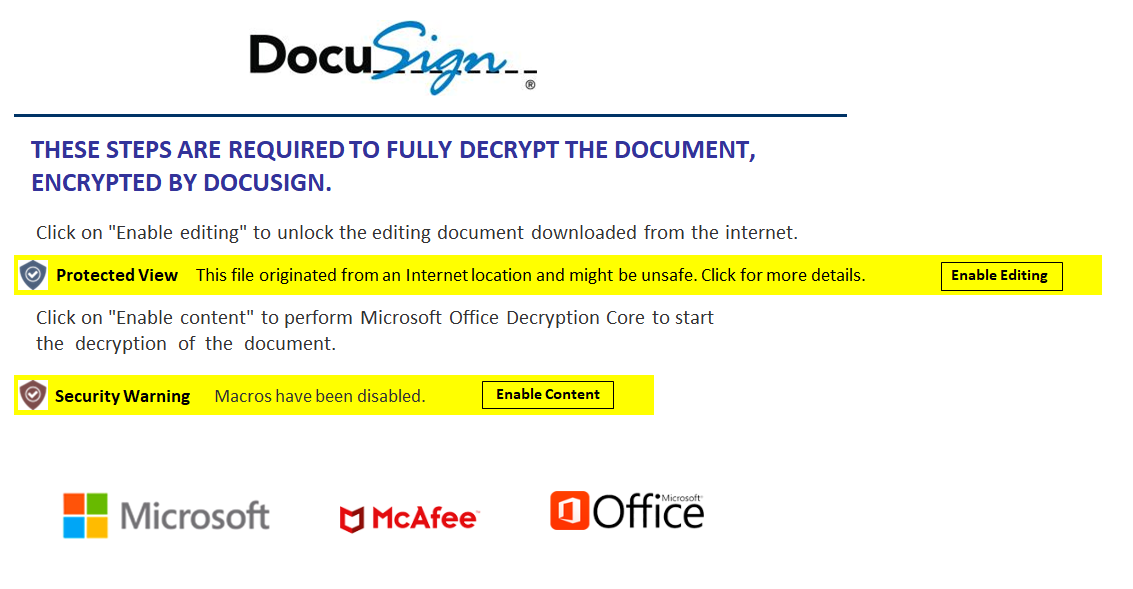 DocuSign
®
THESE STEPS ARE REQUIRED TO FULLY DECRYPT THE DOCUMENT,
ENCRYPTED BY DOCUSIGN.
Click on "Enable editing" to unlock the editing document downloaded from the internet.
Protected View This file originated from an Internet location and might be unsafe. Click for more details. Enable Editing
Click on "Enable content" to perform Microsoft Office Decryption Core to start
the decryption of the document.
Security Warning Macros have been disabled. Enable Content
Microsoft McAfee™ Microsoft® Office